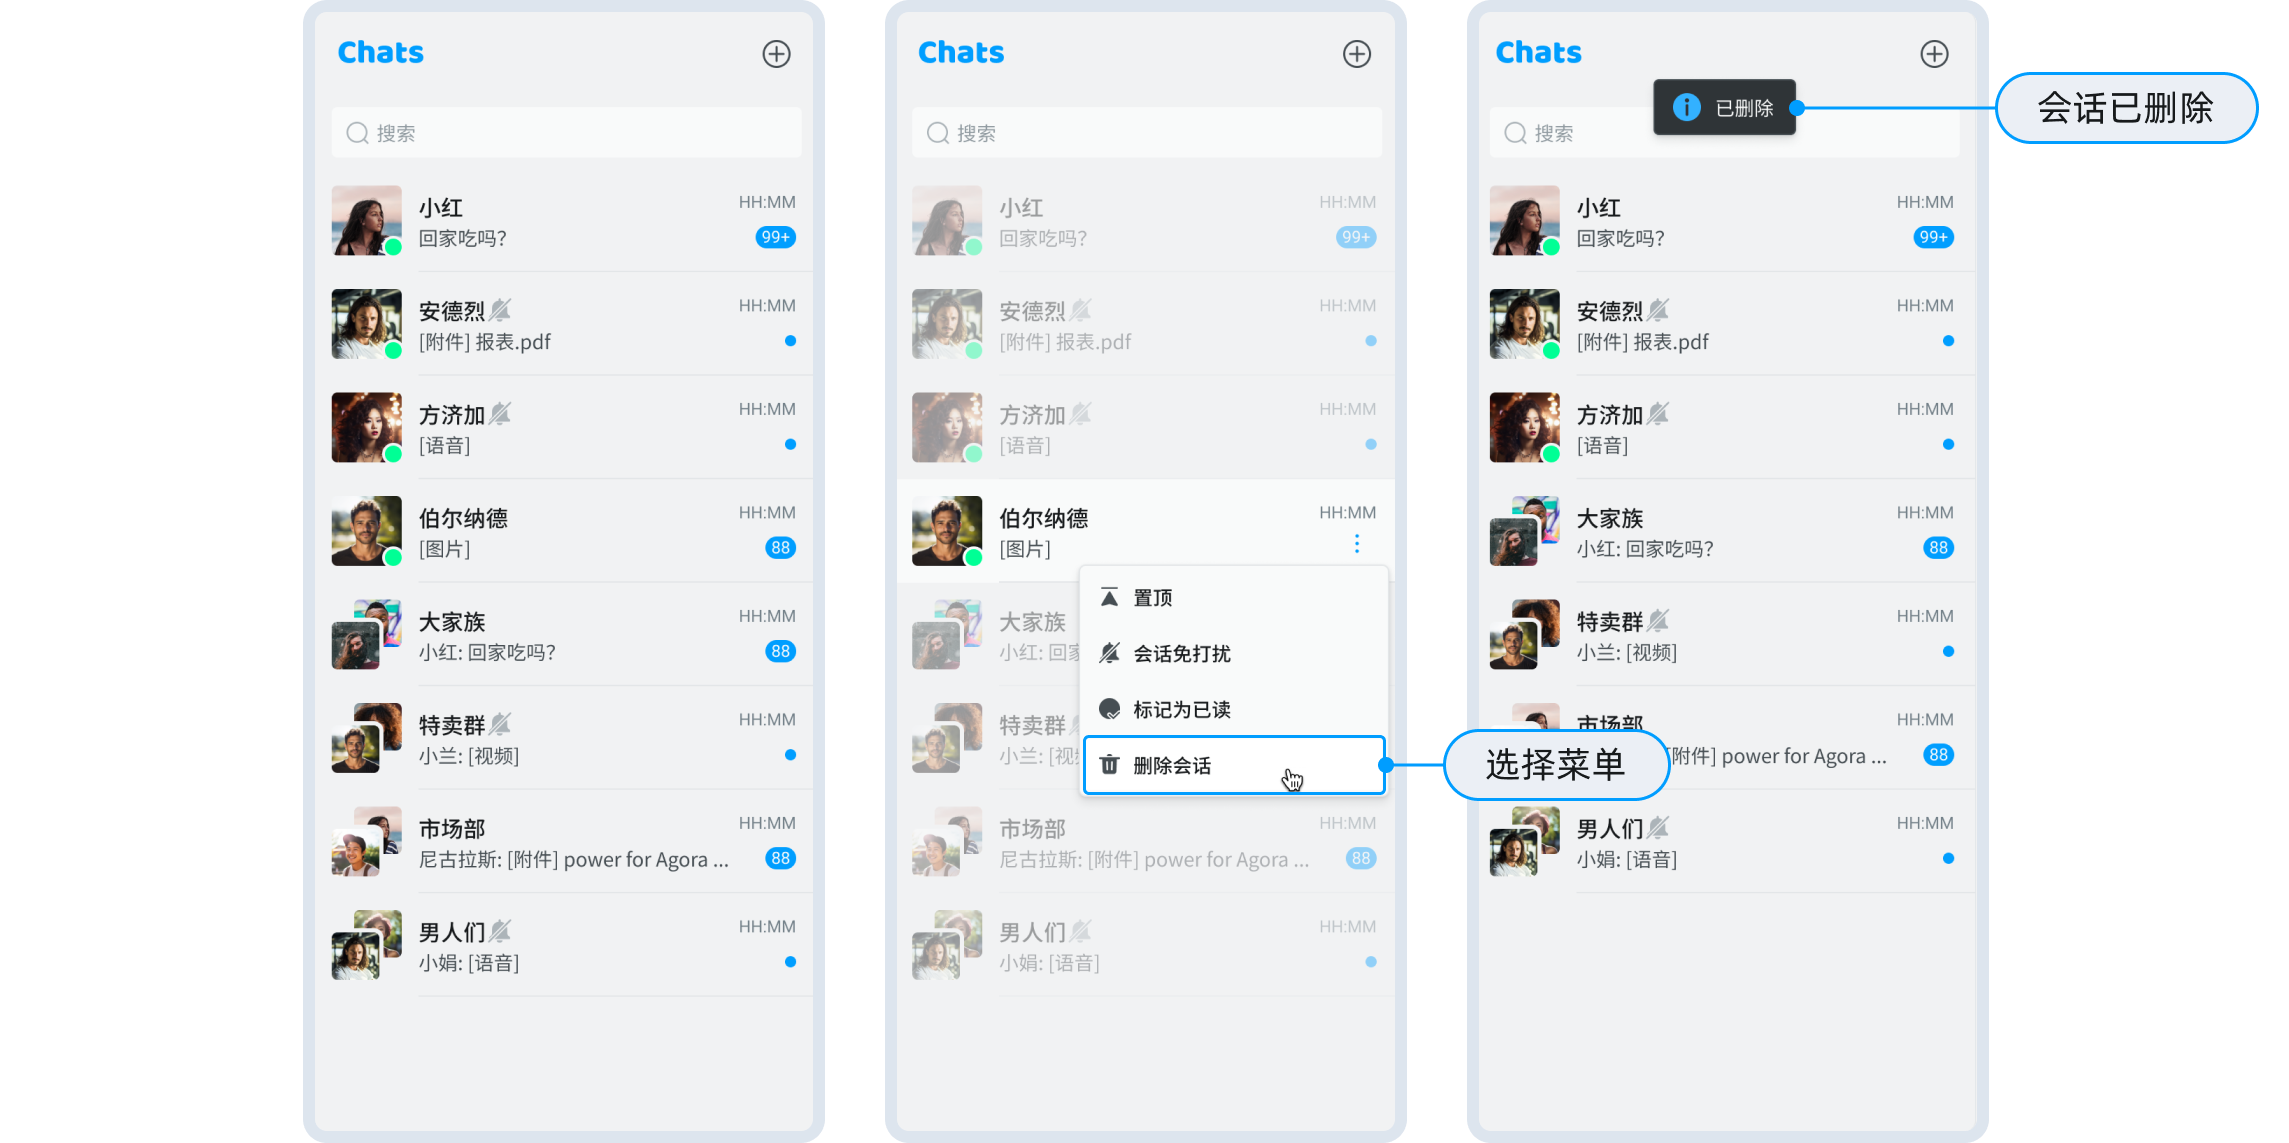 Chats
搜索
小红
HH:MM
回家吃吗?
99+
安德烈
HH:MM
[附件] 报表.pdf
方济加
HH:MM
[语音]
伯尔纳德
HH:MM
[图片]
88
大家族
HH:MM
小红: 回家吃吗?
88
特卖群
HH:MM
小兰: [视频]
市场部
HH:MM
尼古拉斯: [附件] power for Agora ...
88
男人们
HH:MM
小娟: [语音]
Chats
搜索
小红
HH:MM
回家吃吗?
99+
安德烈
HH:MM
[附件] 报表.pdf
方济加
HH:MM
[语音]
伯尔纳德
HH:MM
[图片]
置顶
会话免打扰
标记为已读
删除会话
选择菜单
大家族
小红: 回家
特卖群
小兰: [视
市场部
HH:MM
尼古拉斯: [附件] power for Agora ...
88
男人们
HH:MM
小娟: [语音]
Chats
已删除
会话已删除
搜索
小红
HH:MM
回家吃吗?
99+
安德烈
HH:MM
[附件] 报表.pdf
方济加
HH:MM
[语音]
大家族
HH:MM
小红: 回家吃吗?
88
特卖群
HH:MM
小兰: [视频]
市场部
HH:MM
附件] power for Agora ...
88
男人们
HH:MM
小娟: [语音]